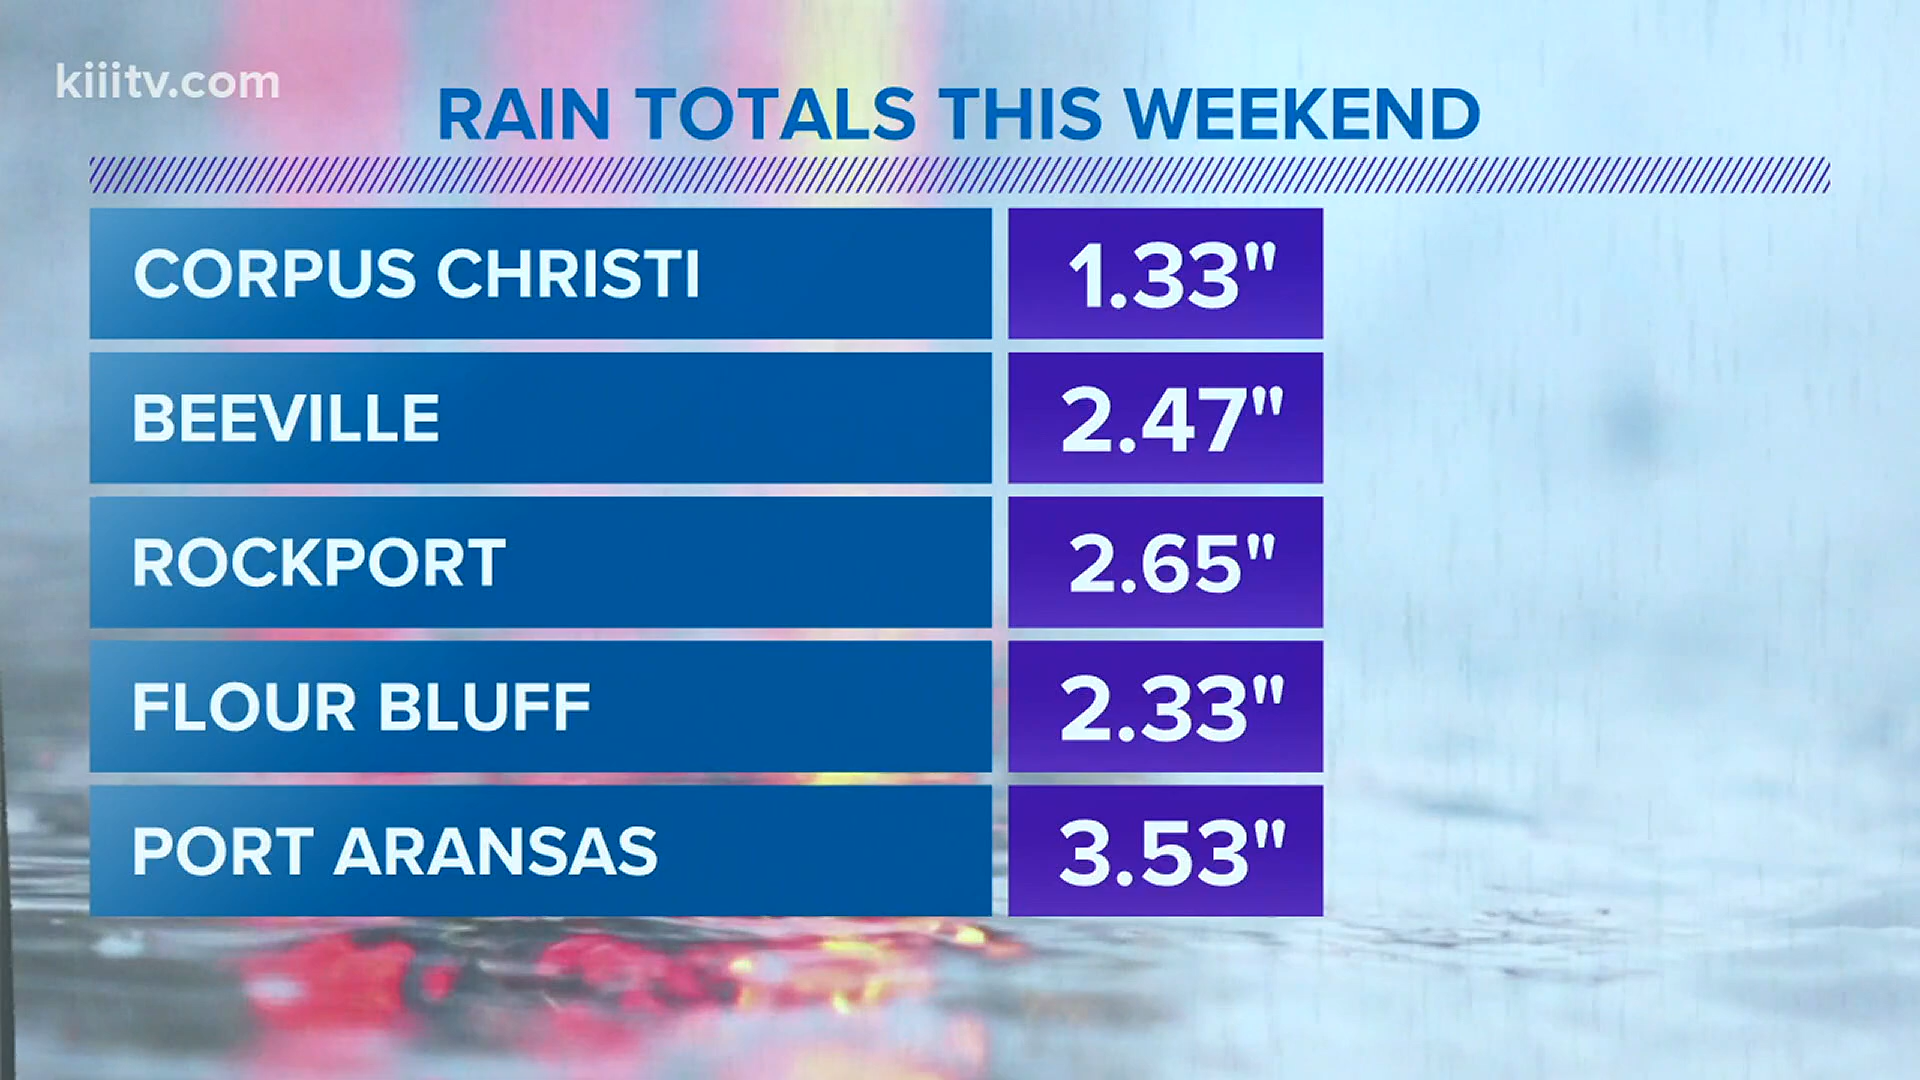 kiiitv.com
RAIN TOTALS THIS WEEKEND
CORPUS CHRISTI 1.33"
BEEVILLE 2.47"
ROCKPORT 2.65"
FLOUR BLUFF 2.33"
PORT ARANSAS 3.53"